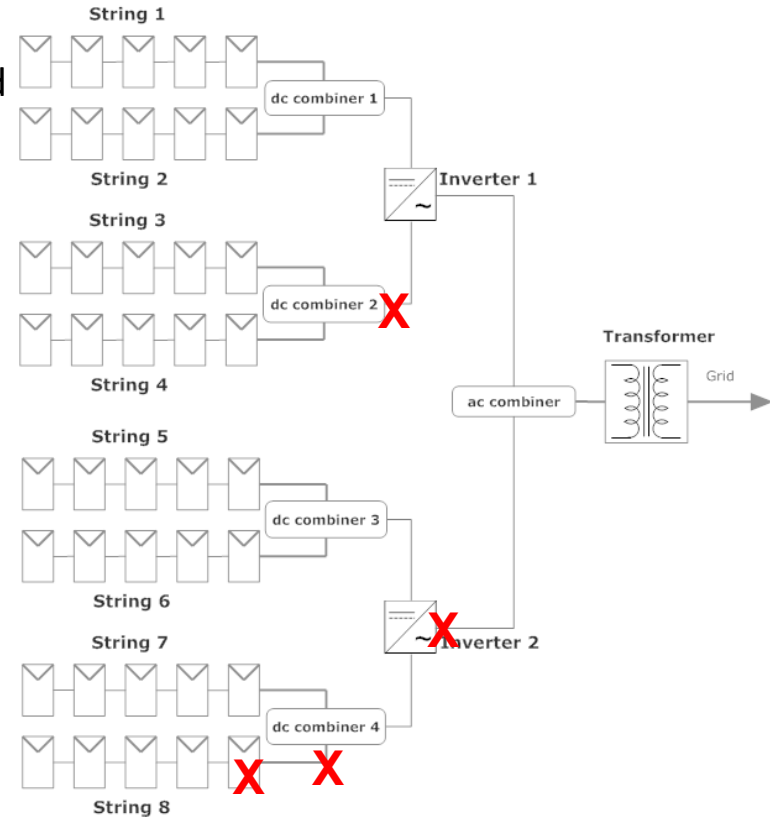 String 1
dc combiner 1
String 2
Inverter 1
String 3
dc combiner 2
X
String 4
Transformer
Grid
ac combiner
String 5
dc combiner 3
String 6
X
Inverter 2
String 7
dc combiner 4
X
X
String 8